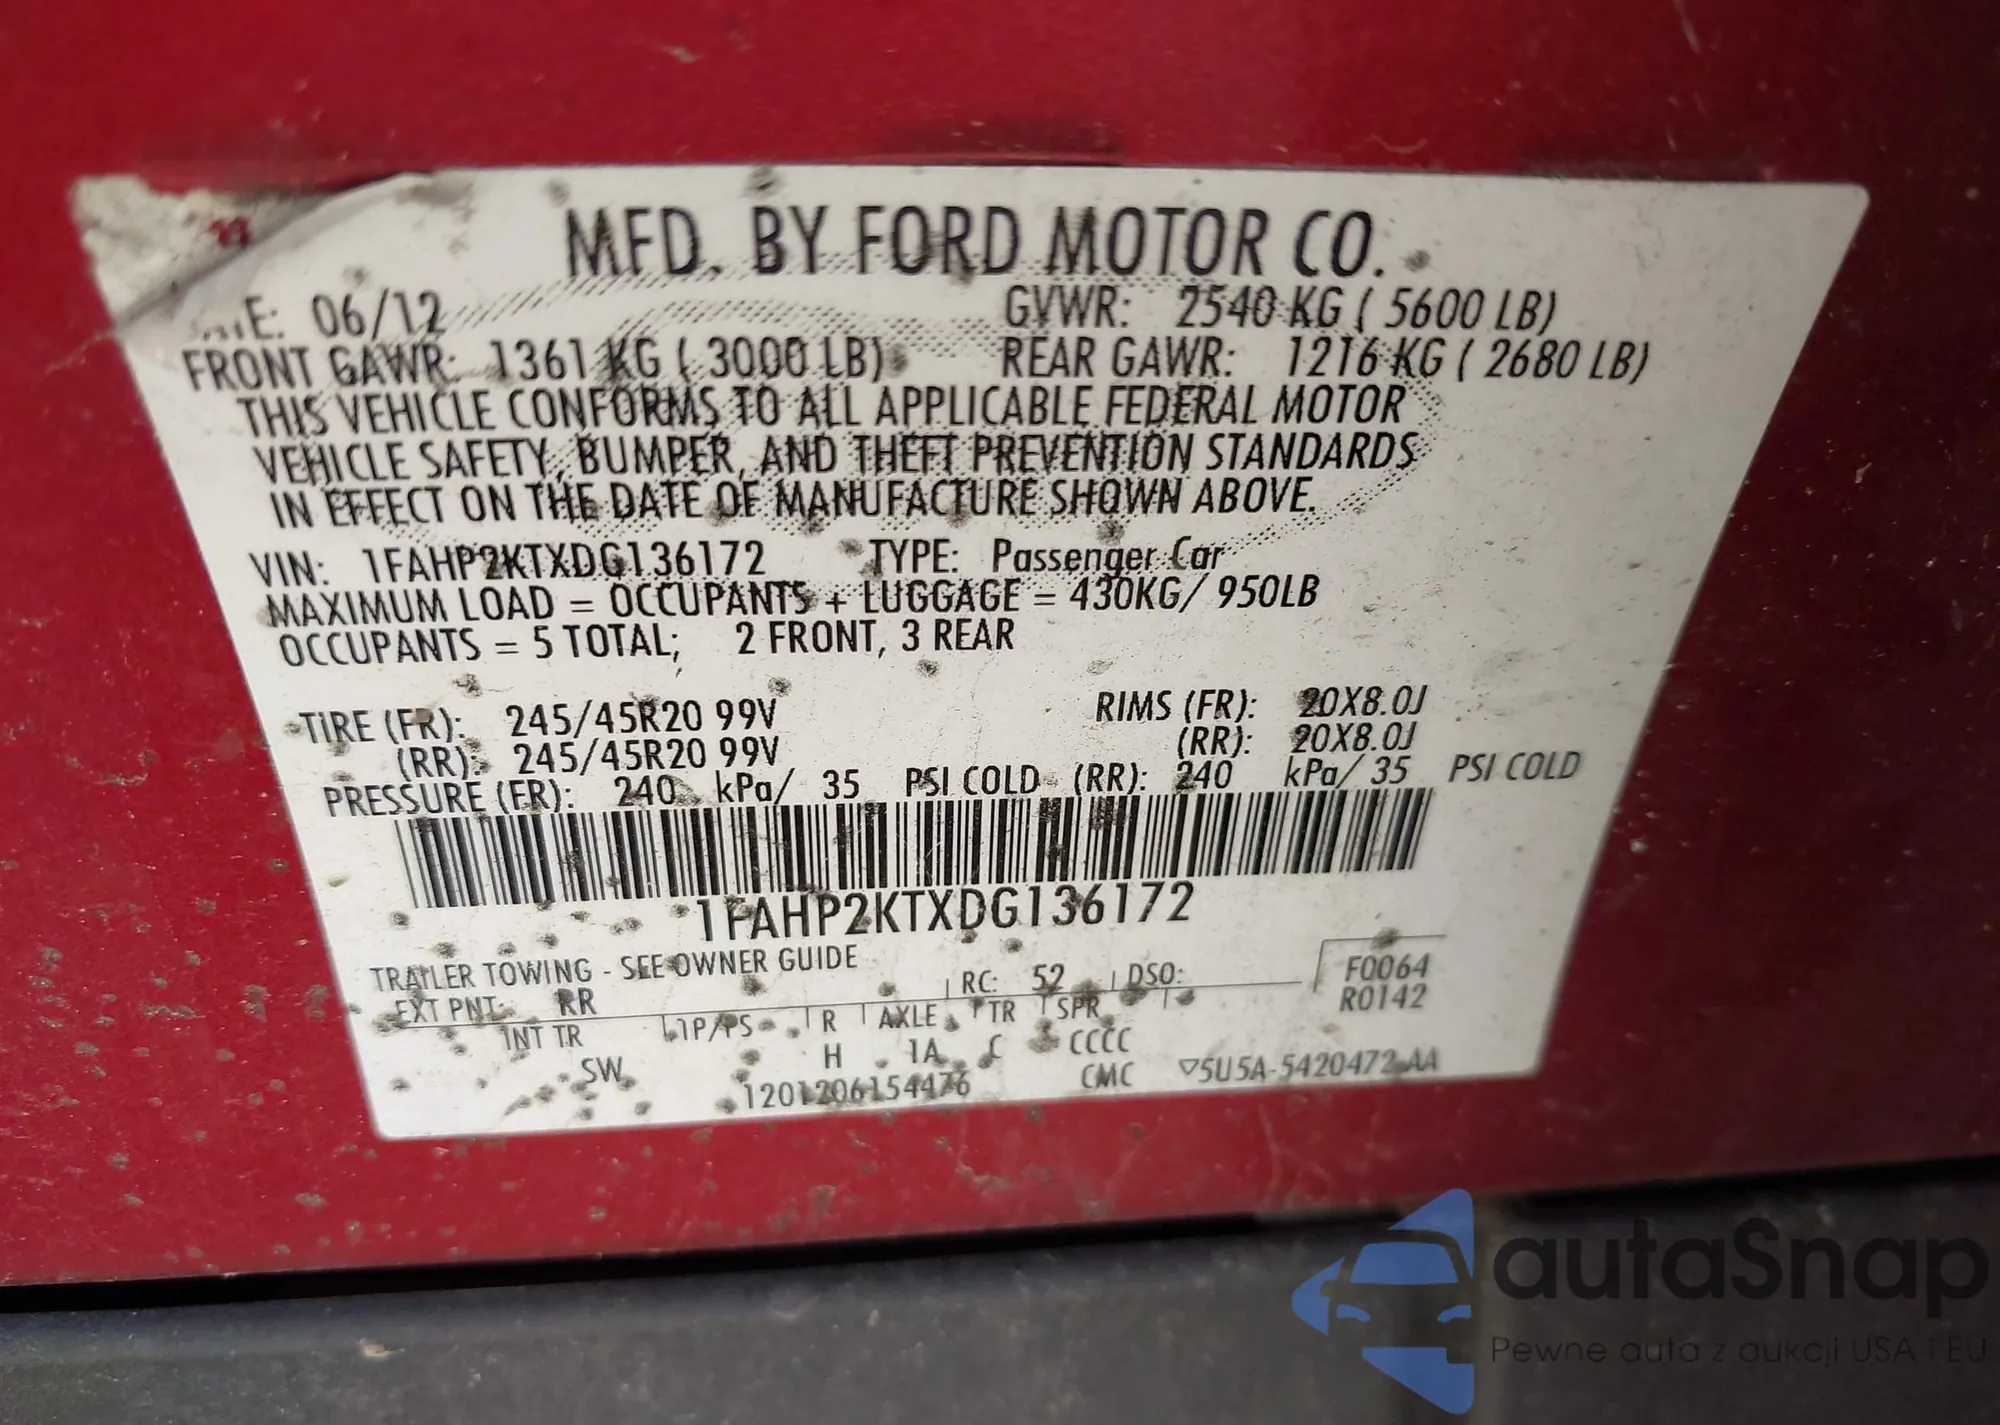 MFD. BY FORD MOTOR CO.
06/12 GVWR: 2540 KG ( 5600 LB)
FRONT GAWR: 1361 KG ( 3000 LB) REAR GAWR: 1216 KG ( 2680 LB)
THIS VEHICLE CONFORMS TO ALL APPLICABLE FEDERAL MOTOR
VEHICLE SAFETY, BUMPER, AND THEFT PREVENTION STANDARDS
IN EFFECT ON THE DATE OF MANUFACTURE SHOWN ABOVE.
VIN: 1FAHP2KTXDG136172 TYPE: Passenger Car
MAXIMUM LOAD = OCCUPANTS + LUGGAGE = 430KG/ 950LB
OCCUPANTS = 5 TOTAL; 2 FRONT, 3 REAR
TIRE (FR): 245/45R20 99V RIMS (FR): 20X8.0J
(RR): 245/45R20 99V (RR): 20X8.0J
PRESSURE (FR): 240 kPa/ 35 PSI COLD (RR): 240 kPa/ 35 PSI COLD
1FAHP2KTXDG136172
TRAILER TOWING - SEE OWNER GUIDE
EXT PNT: RR RC: 52 DSO: F0064
R0142
INT TR TP/PS R AXLE TR SPR
SW H 1A C CCCC
1201206154476 CMC ▽5U5A-5420472-AA
autaSnap
Pewne auta z aukcji USA i EU